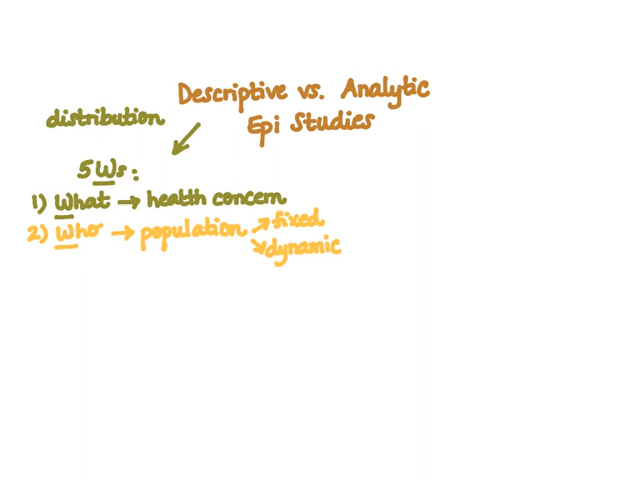 Descriptive vs. Analytic
Epi Studies
distribution
5 Ws:
1) What → health concern
2) Who → population
fixed
dynamic